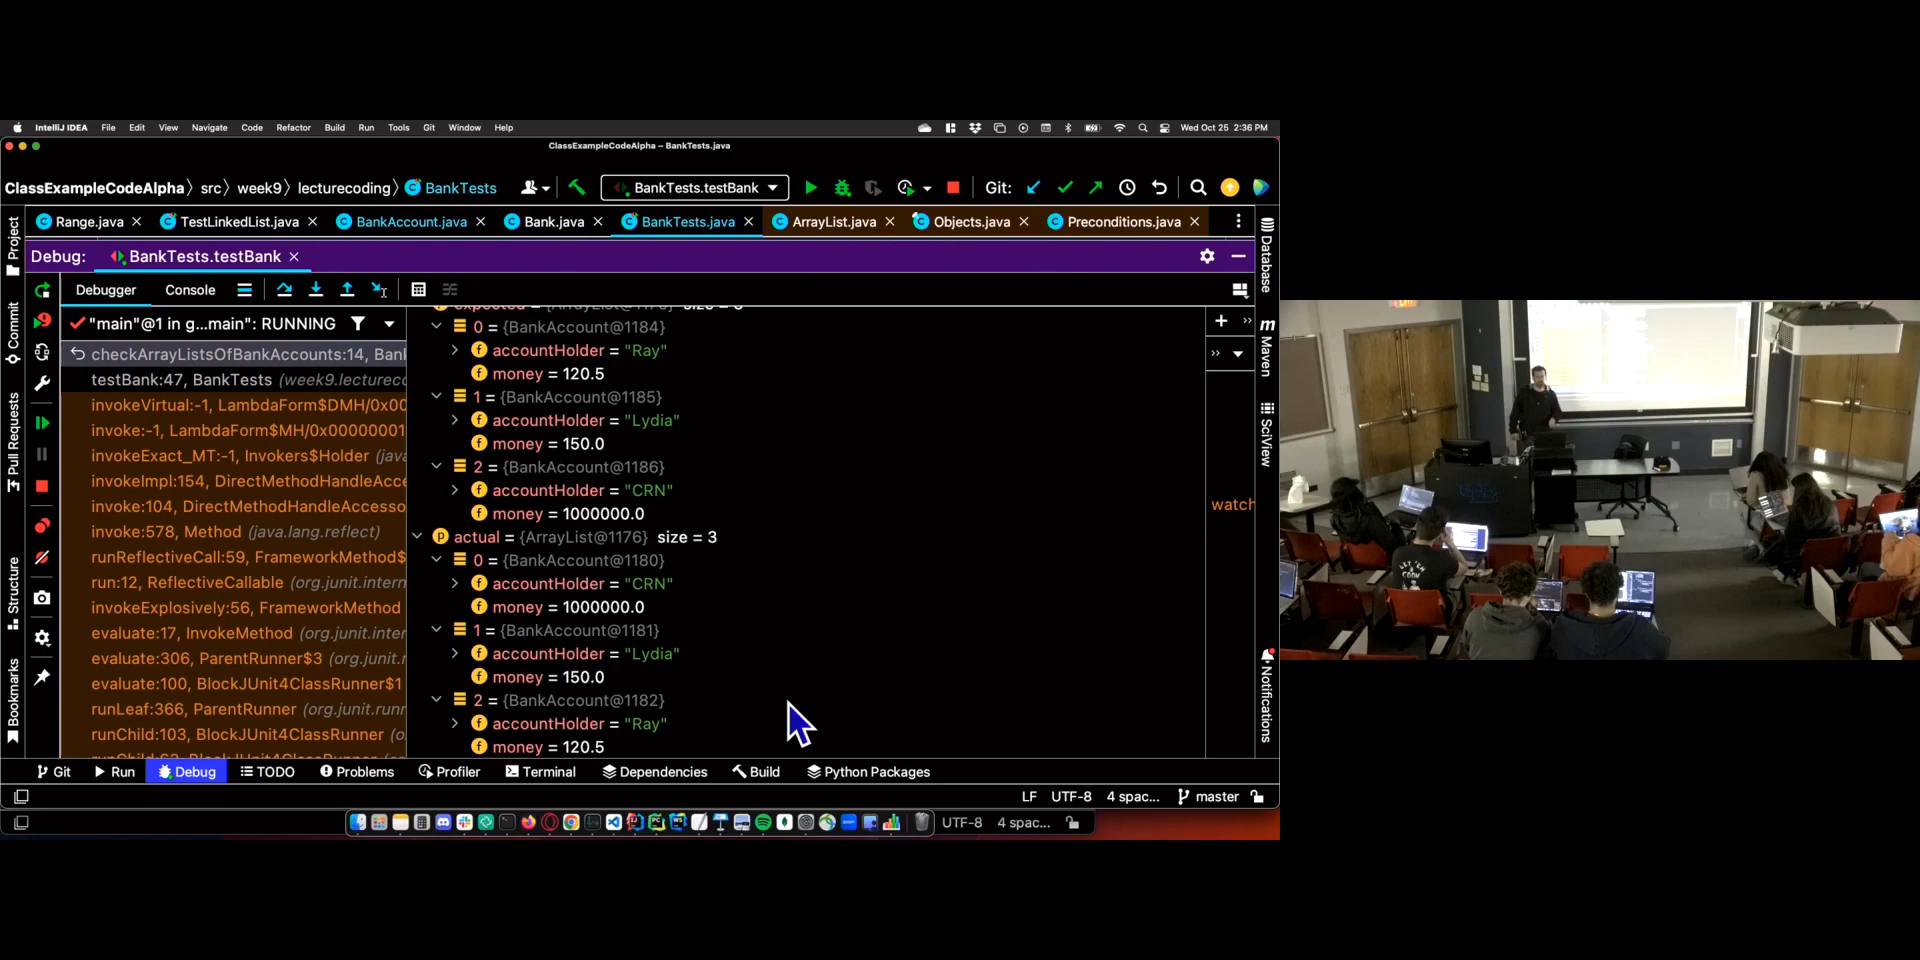 IntelliJ IDEA File Edit View Navigate Code Refactor Build Run Tools Git Window Help Wed Oct 25 2:36 PM
ClassExampleCodeAlpha – BankTests.java
ClassExampleCodeAlpha src week9 lecturecoding BankTests BankTests.testBank Git:
Range.java TestLinkedList.java BankAccount.java Bank.java BankTests.java ArrayList.java Objects.java Preconditions.java
Debug: BankTests.testBank
Debugger Console
"main"@1 in g...main": RUNNING
checkArrayListsOfBankAccounts:14, Bank
testBank:47, BankTests (week9.lecturec
invokeVirtual:-1, LambdaForm$DMH/0x00
invoke:-1, LambdaForm$MH/0x00000001
invokeExact_MT:-1, Invokers$Holder (java
invokeImpl:154, DirectMethodHandleAcce
invoke:104, DirectMethodHandleAccesso
invoke:578, Method (java.lang.reflect)
runReflectiveCall:59, FrameworkMethod$
run:12, ReflectiveCallable (org.junit.intern
invokeExplosively:56, FrameworkMethod
evaluate:17, InvokeMethod (org.junit.inter
evaluate:306, ParentRunner$3 (org.junit.r
evaluate:100, BlockJUnit4ClassRunner$1
runLeaf:366, ParentRunner (org.junit.runr
runChild:103, BlockJUnit4ClassRunner (o
0 = {BankAccount@1184}
accountHolder = "Ray"
money = 120.5
1 = {BankAccount@1185}
accountHolder = "Lydia"
money = 150.0
2 = {BankAccount@1186}
accountHolder = "CRN"
money = 1000000.0
actual = {ArrayList@1176} size = 3
0 = {BankAccount@1180}
accountHolder = "CRN"
money = 1000000.0
1 = {BankAccount@1181}
accountHolder = "Lydia"
money = 150.0
2 = {BankAccount@1182}
accountHolder = "Ray"
money = 120.5
watch
Project
Commit
Pull Requests
Structure
Bookmarks
Database
Maven
SciView
Notifications
Git Run Debug TODO Problems Profiler Terminal Dependencies Build Python Packages
LF UTF-8 4 spac... master
UTF-8 4 spac...
LET 'EM
COOK